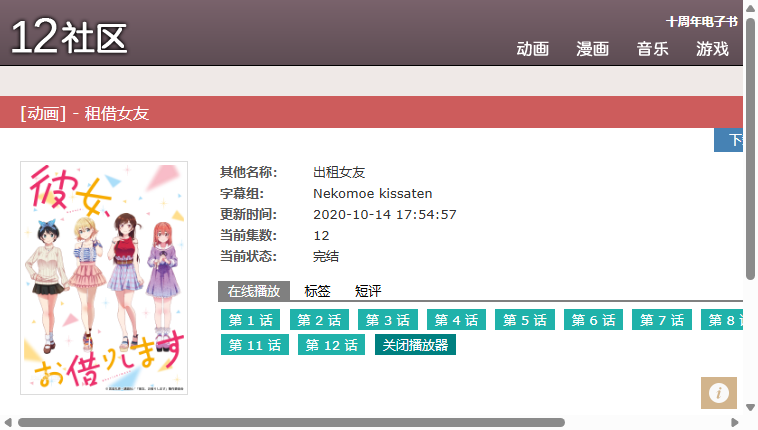 十周年电子书
12社区
动画 漫画 音乐 游戏
[动画] - 租借女友
彼女、
お借りします
其他名称: 出租女友
字幕组: Nekomoe kissaten
更新时间: 2020-10-14 17:54:57
当前集数: 12
当前状态: 完结
在线播放 标签 短评
第 1 话 第 2 话 第 3 话 第 4 话 第 5 话 第 6 话 第 7 话 第 8
第 11 话 第 12 话 关闭播放器